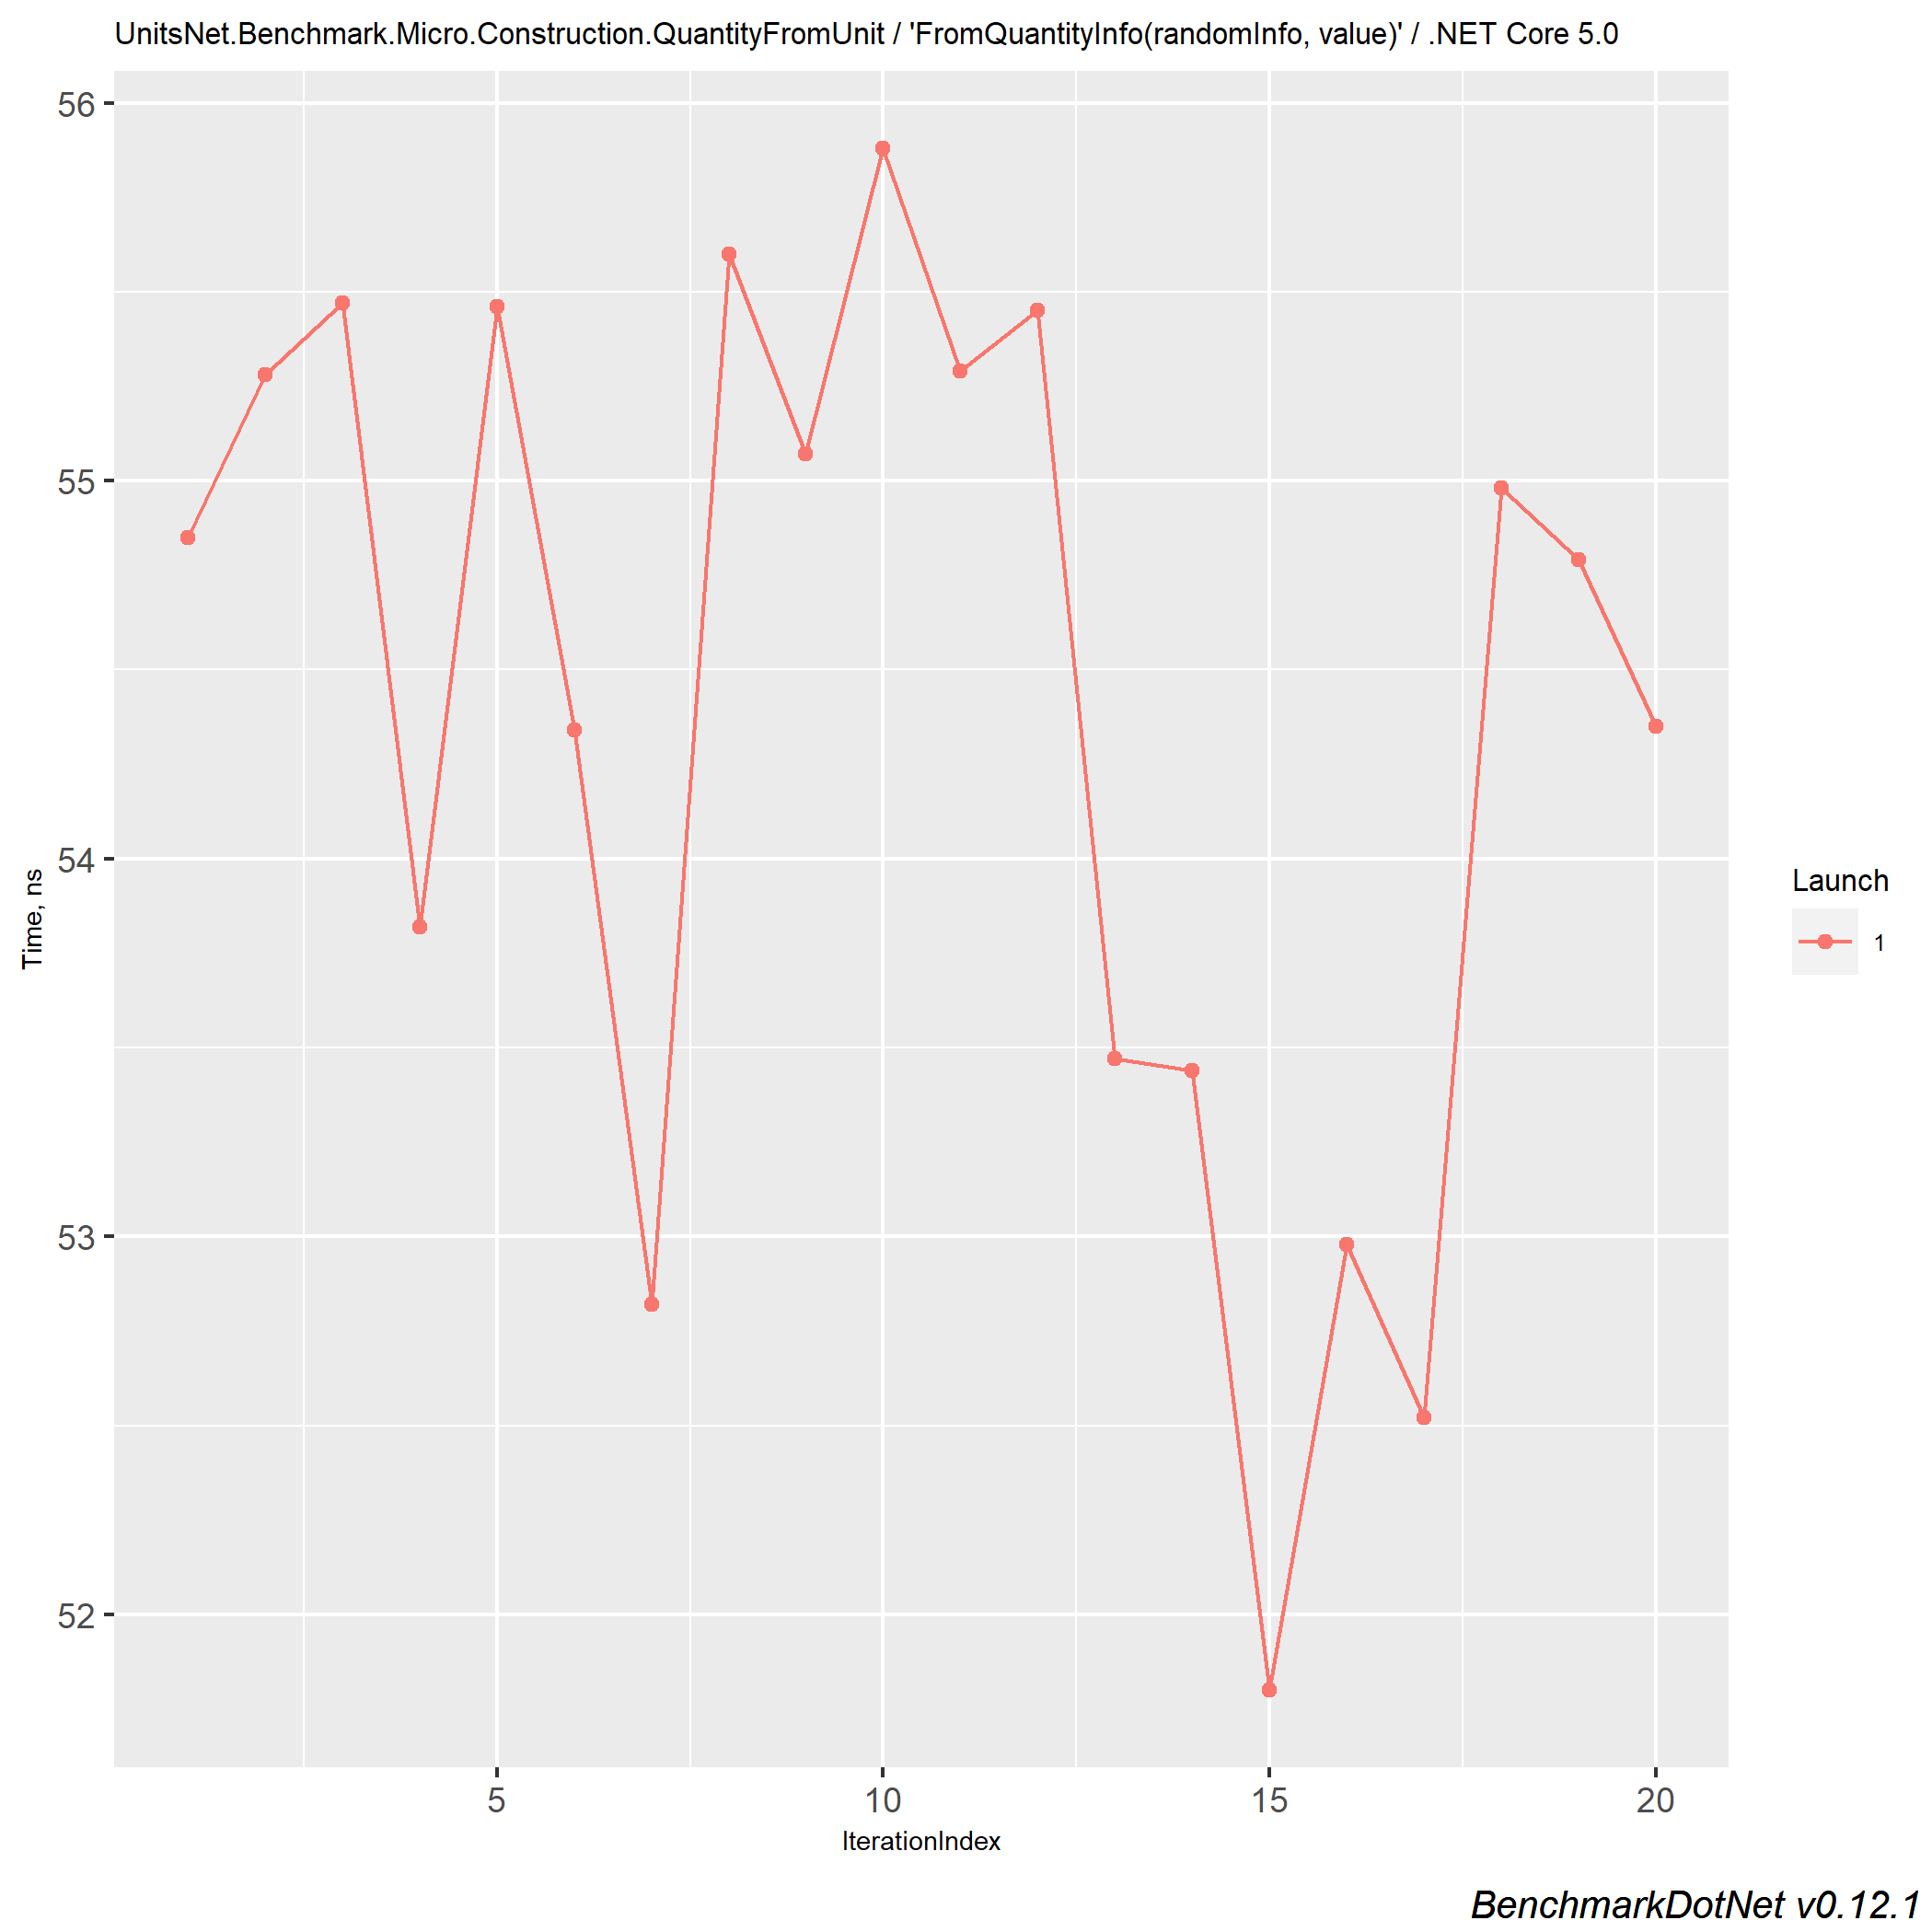 UnitsNet.Benchmark.Micro.Construction.QuantityFromUnit / 'FromQuantityInfo(randomInfo, value)' / .NET Core 5.0
56
55
54
53
52
Time, ns
5 10 15 20
IterationIndex
Launch
1
BenchmarkDotNet v0.12.1